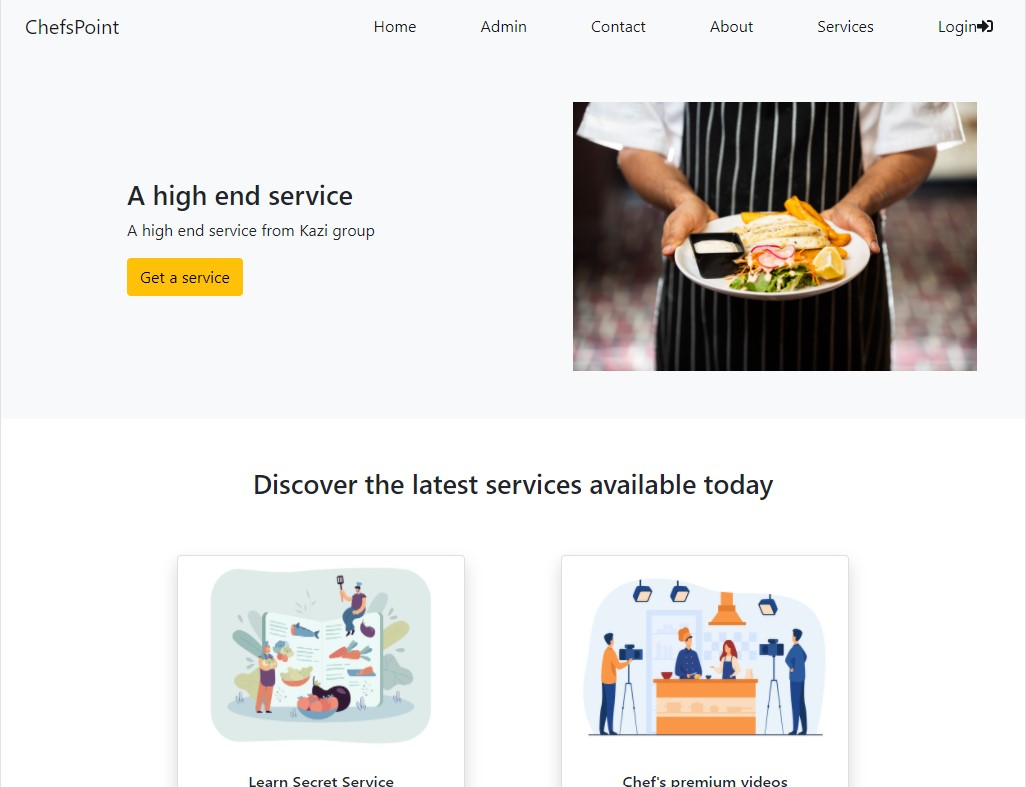 ChefsPoint
Home
Admin
Contact
About
Services
Login
A high end service
A high end service from Kazi group
Get a service
Discover the latest services available today
Learn Secret Service
Chef's premium videos